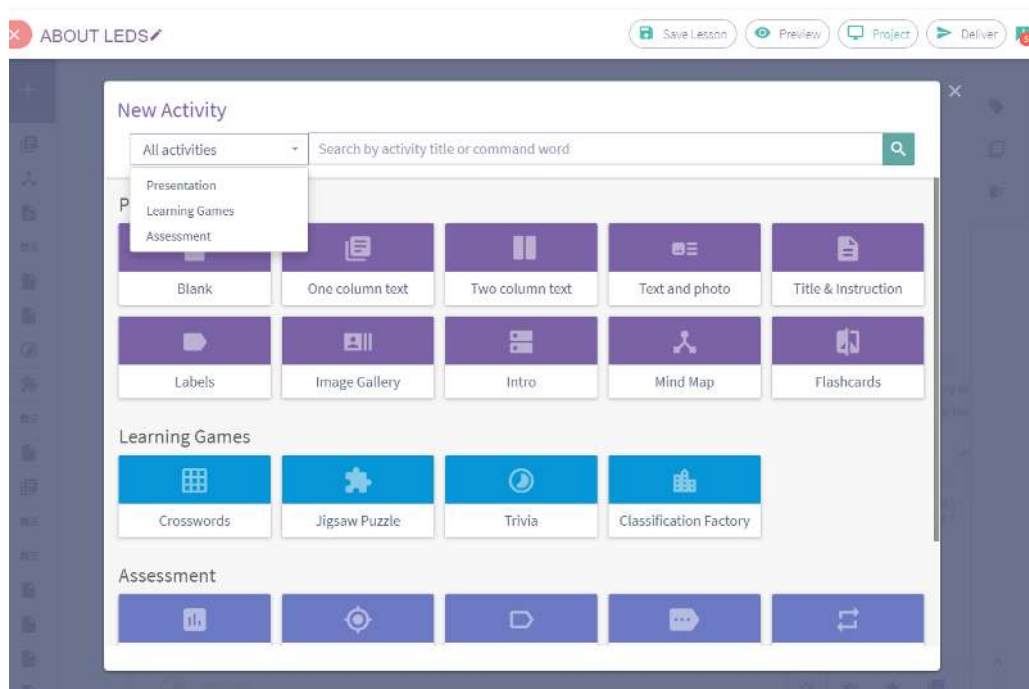 ABOUT LEDS
Save Lesson Preview Project Deliver
New Activity
All activities Search by activity title or command word
Presentation
Learning Games
Assessment
P
Blank One column text Two column text Text and photo Title & Instruction
Labels Image Gallery Intro Mind Map Flashcards
Learning Games
Crosswords Jigsaw Puzzle Trivia Classification Factory
Assessment